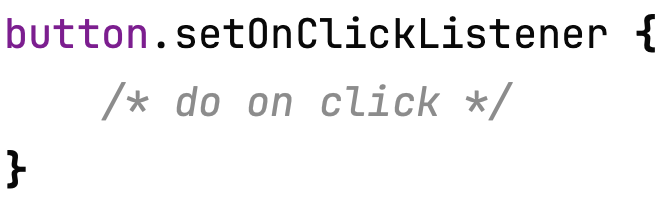 button.setOnClickListener {
    /* do on click */
}